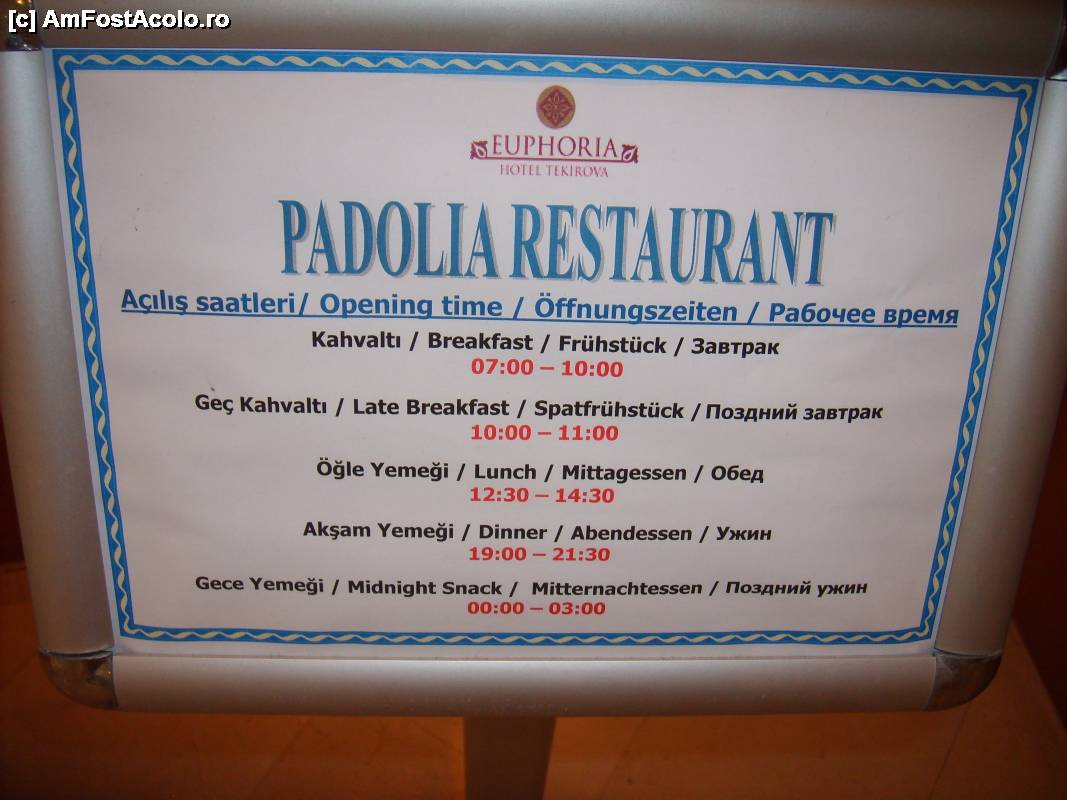 [c] AmFostAcolo.ro
EUPHORIA
HOTEL TEKİROVA
PADOLIA RESTAURANT
Açılış saatleri/ Opening time / Öffnungszeiten / Рабочее время
Kahvaltı / Breakfast / Frühstück / Завтрак
07:00 – 10:00
Geç Kahvaltı / Late Breakfast / Spatfrühstück /Поздний завтрак
10:00 – 11:00
Öğle Yemeği / Lunch / Mittagessen / Обед
12:30 – 14:30
Akşam Yemeği / Dinner / Abendessen / Ужин
19:00 – 21:30
Gece Yemeği / Midnight Snack / Mitternachtessen / Поздний ужин
00:00 – 03:00